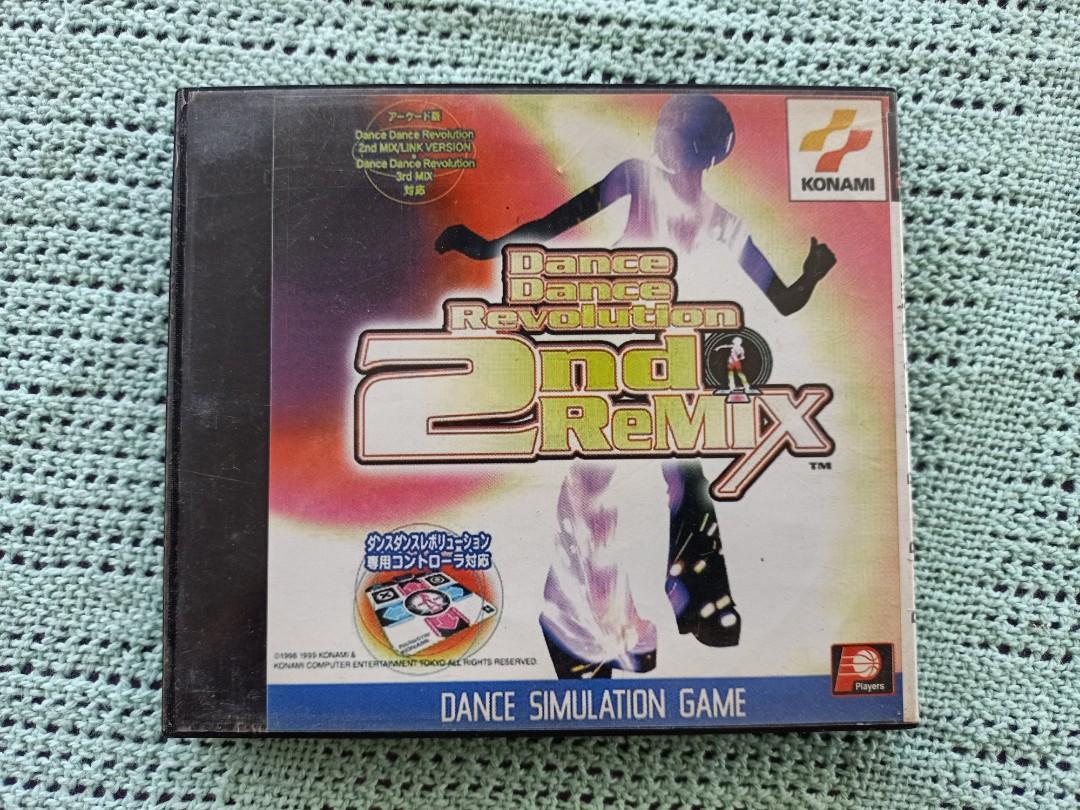 アーケード版
Dance Dance Revolution
2nd MIX/LINK VERSION
Dance Dance Revolution
3rd MIX
対応
KONAMI
Dance
Dance
Revolution
2nd
ReMIX
TM
ダンスダンスレボリューション
専用コントローラ対応
©1998 1999 KONAMI &
KONAMI COMPUTER ENTERTAINMENT TOKYO ALL RIGHTS RESERVED.
Players
DANCE SIMULATION GAME